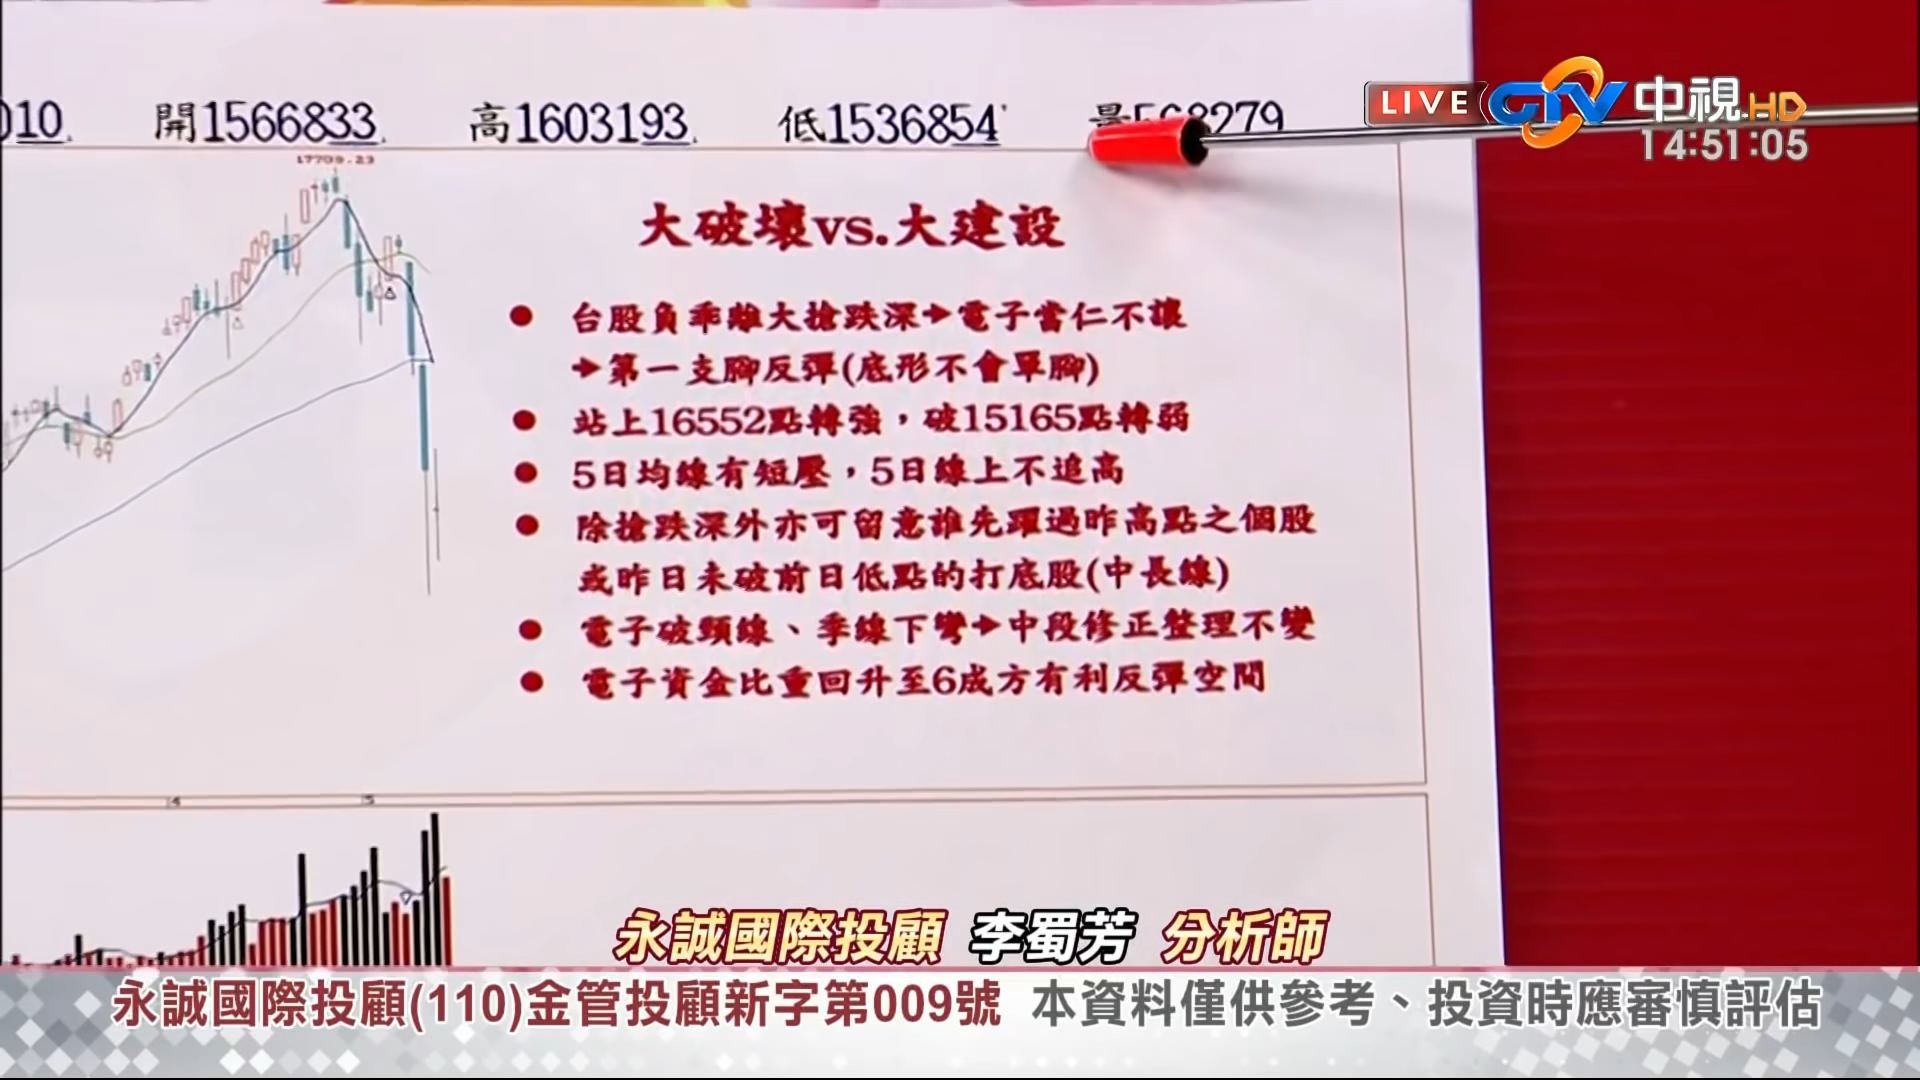 LIVE CTV 中視HD
14:51:05
010 開1566833 高1603193 低1536854 量568279
17709.23
大破壞vs.大建設
● 台股負乖離大搶跌深➔電子當仁不讓
➔第一支腳反彈(底形不會單腳)
● 站上16552點轉強，破15165點轉弱
● 5日均線有短壓，5日線上不追高
● 除搶跌深外亦可留意誰先躍過昨高點之個股
或昨日未破前日低點的打底股(中長線)
● 電子破頸線、季線下彎➔中段修正整理不變
● 電子資金比重回升至6成方有利反彈空間
4 5
永誠國際投顧 李蜀芳 分析師
永誠國際投顧(110)金管投顧新字第009號 本資料僅供參考、投資時應審慎評估